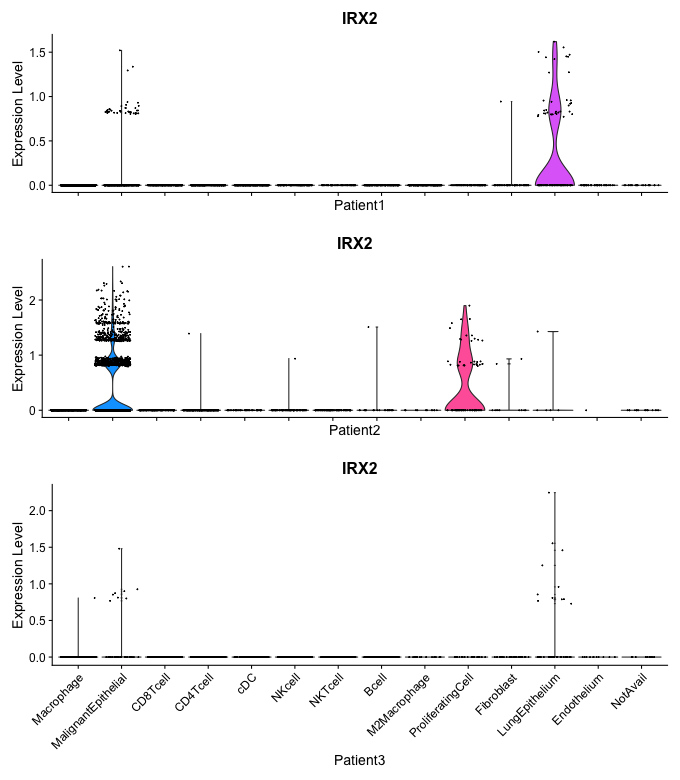 IRX2
Expression Level
1.5
1.0
0.5
0.0
Patient1
IRX2
Expression Level
2
1
0
Patient2
IRX2
Expression Level
2.0
1.5
1.0
0.5
0.0
Macrophage
MalignantEpithelial
CD8Tcell
CD4Tcell
cDC
NKcell
NKTcell
Bcell
M2Macrophage
ProliferatingCell
Fibroblast
LungEpithelium
Endothelium
NotAvail
Patient3